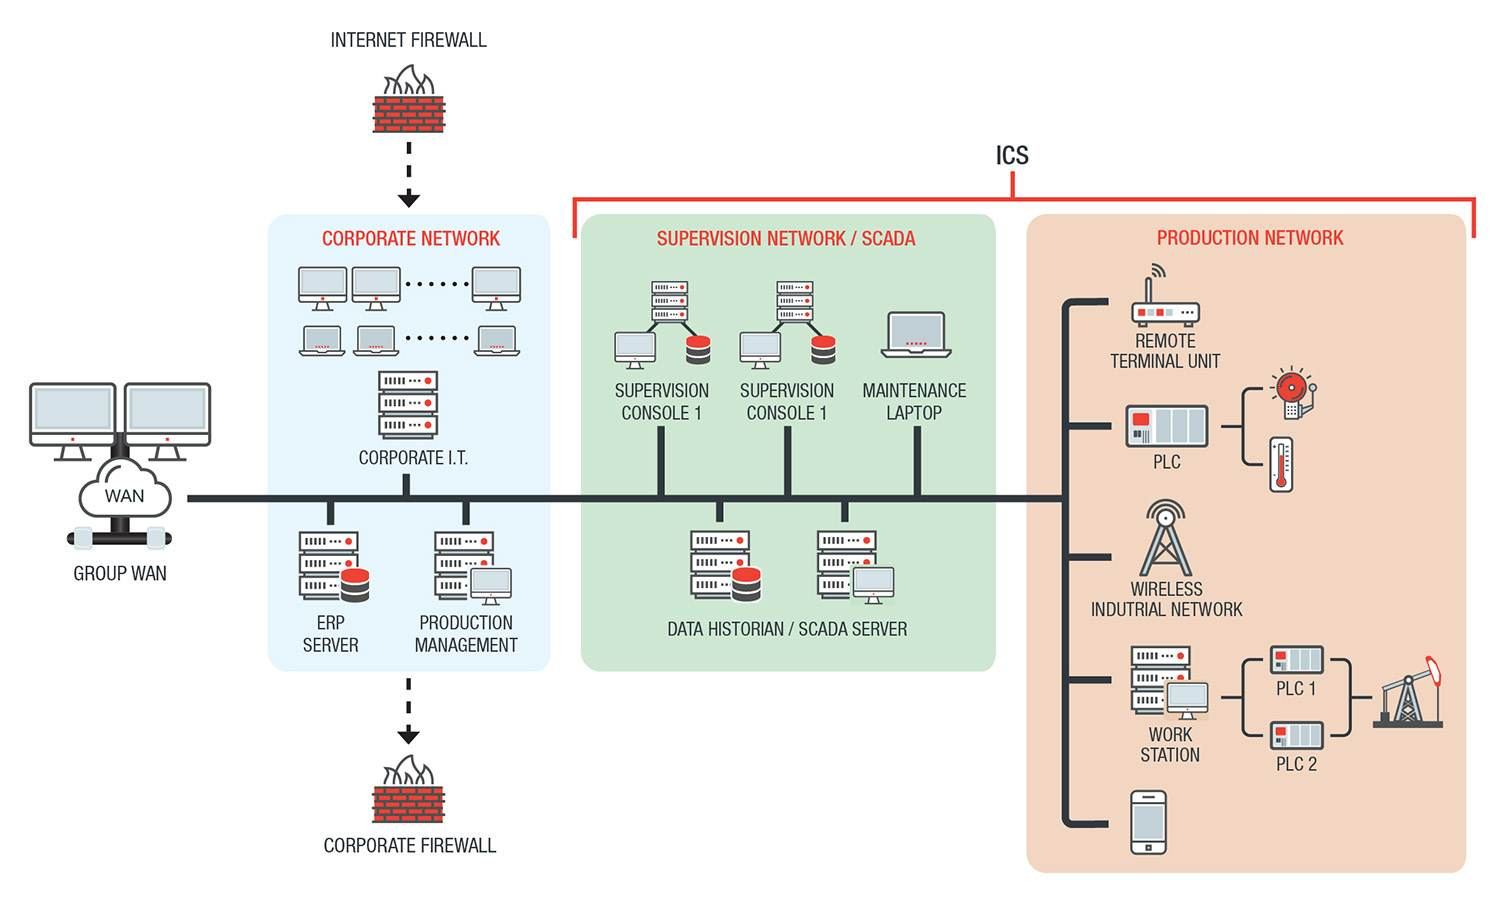 INTERNET FIREWALL
ICS
CORPORATE NETWORK
SUPERVISION NETWORK / SCADA
PRODUCTION NETWORK
REMOTE
TERMINAL UNIT
SUPERVISION
CONSOLE 1
SUPERVISION
CONSOLE 1
MAINTENANCE
LAPTOP
CORPORATE I.T.
PLC
WAN
GROUP WAN
WIRELESS
INDUTRIAL NETWORK
ERP
SERVER
PRODUCTION
MANAGEMENT
DATA HISTORIAN / SCADA SERVER
PLC 1
WORK
STATION
PLC 2
CORPORATE FIREWALL